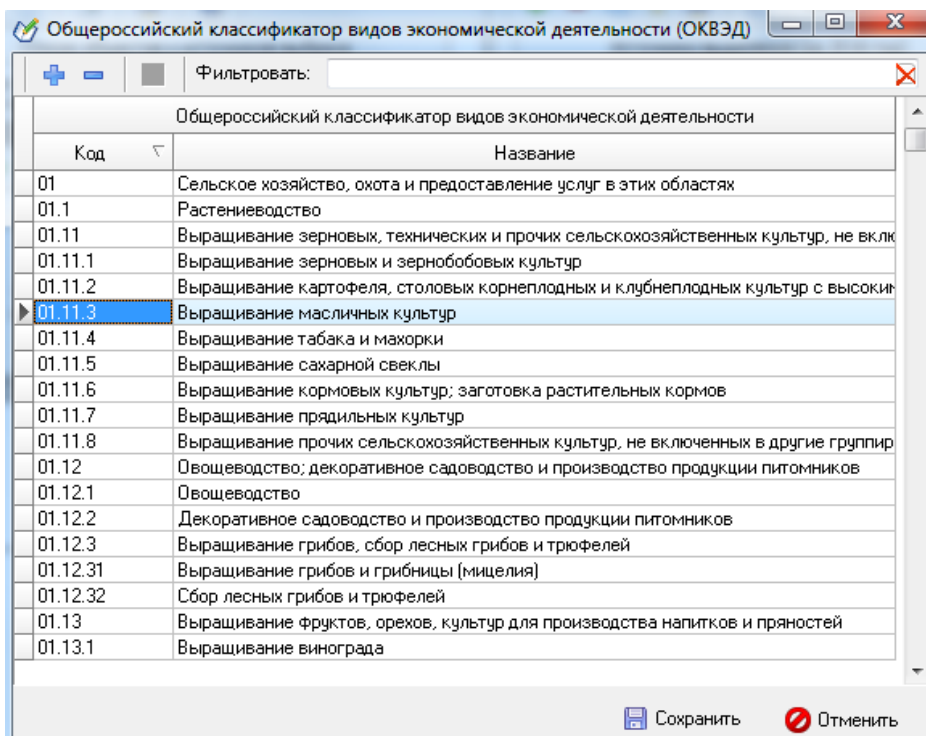 Общероссийский классификатор видов экономической деятельности (ОКВЭД)
Фильтровать:
Общероссийский классификатор видов экономической деятельности
Код Название
01 Сельское хозяйство, охота и предоставление услуг в этих областях
01.1 Растениеводство
01.11 Выращивание зерновых, технических и прочих сельскохозяйственных культур, не вклю
01.11.1 Выращивание зерновых и зернобобовых культур
01.11.2 Выращивание картофеля, столовых корнеплодных и клубнеплодных культур с высоким
01.11.3 Выращивание масличных культур
01.11.4 Выращивание табака и махорки
01.11.5 Выращивание сахарной свеклы
01.11.6 Выращивание кормовых культур; заготовка растительных кормов
01.11.7 Выращивание прядильных культур
01.11.8 Выращивание прочих сельскохозяйственных культур, не включенных в другие группир
01.12 Овощеводство; декоративное садоводство и производство продукции питомников
01.12.1 Овощеводство
01.12.2 Декоративное садоводство и производство продукции питомников
01.12.3 Выращивание грибов, сбор лесных грибов и трюфелей
01.12.31 Выращивание грибов и грибницы (мицелия)
01.12.32 Сбор лесных грибов и трюфелей
01.13 Выращивание фруктов, орехов, культур для производства напитков и пряностей
01.13.1 Выращивание винограда
Сохранить Отменить